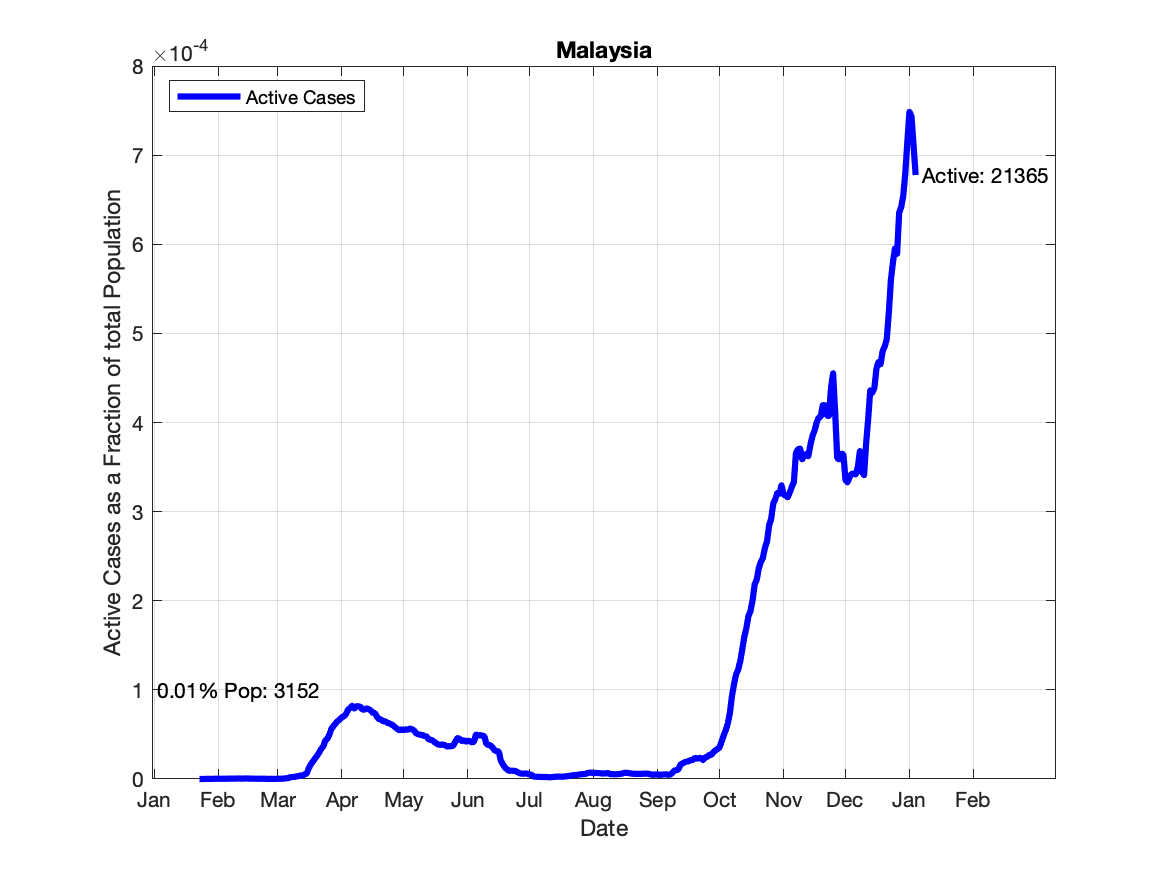 Malaysia
×10-4
Active Cases
8
7
6
5
4
3
2
1
0
Active Cases as a Fraction of total Population
Active: 21365
0.01% Pop: 3152
Jan Feb Mar Apr May Jun Jul Aug Sep Oct Nov Dec Jan Feb
Date